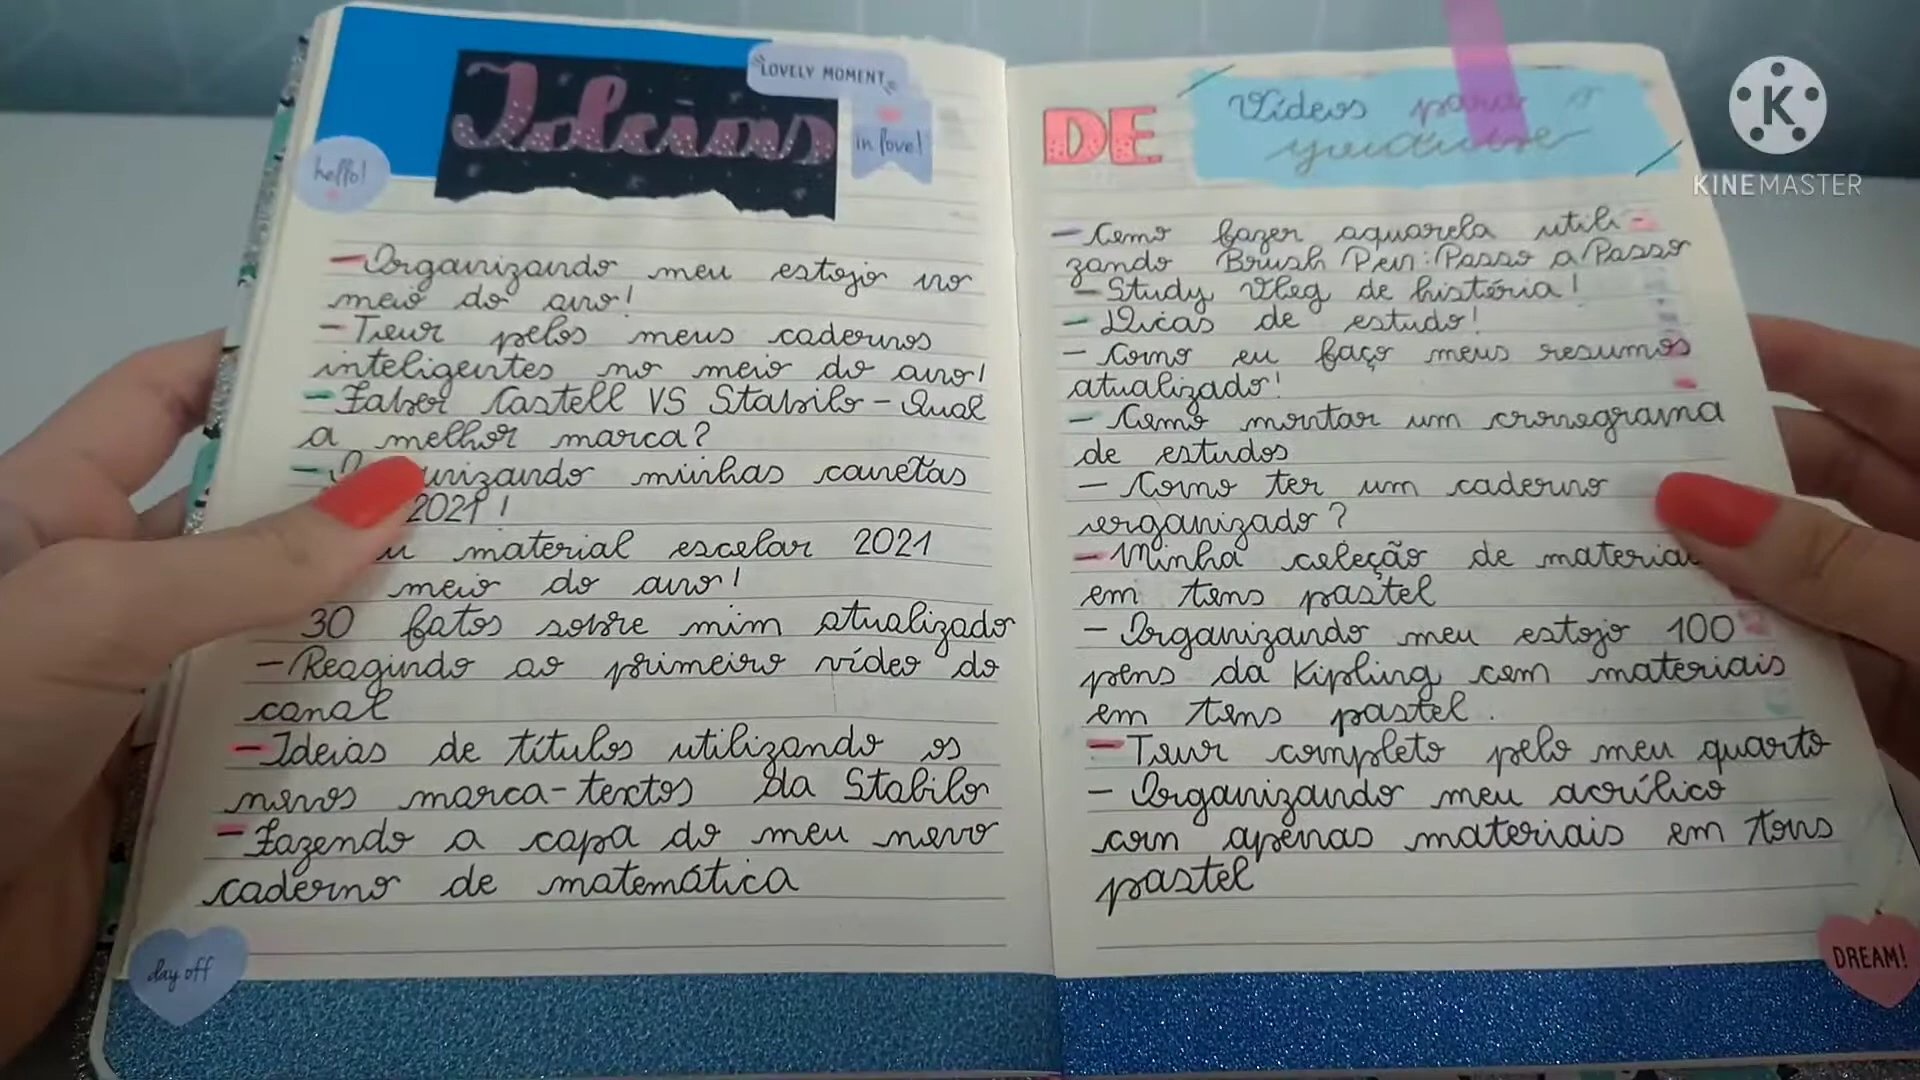 Ideias
LOVELY MOMENT
in love!
hello!
- Organizando meu estojo no
meio do ano!
- Tour pelos meus cadernos
inteligentes no meio do ano!
- Faber Castell VS Stabilo - Qual
a melhor marca?
- Organizando minhas canetas
2021!
material escolar 2021
meio do ano!
30 fatos sobre mim atualizado
- Reagindo ao primeiro vídeo do
canal
- Ideias de títulos utilizando os
novos marca-textos da Stabilo
- Fazendo a capa do meu novo
caderno de matemática
day off
DE
Vídeos para o
youtube
- Como fazer aquarela utili-
zando Brush Pen: Passo a Passo
- Study Vlog de história!
- Dicas de estudo!
- Como eu faço meus resumos
atualizado!
- Como montar um cronograma
de estudos
- Como ter um caderno
organizado?
- Minha coleção de materia
em tons pastel
- Organizando meu estojo 100
pens da Kipling com materiais
em tons pastel.
- Tour completo pelo meu quarto
- Organizando meu acrílico
com apenas materiais em tons
pastel
DREAM!
K
KINEMASTER